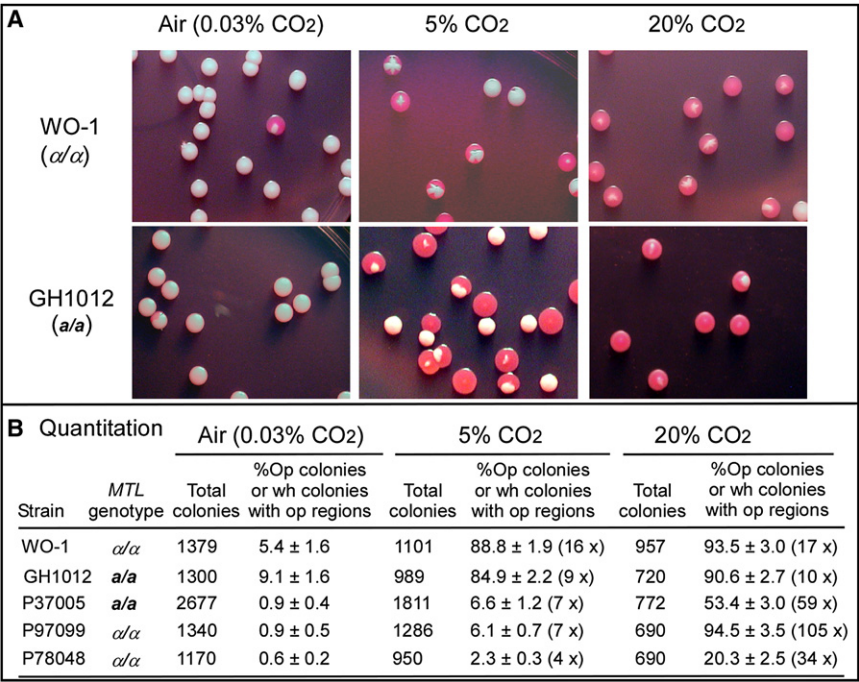 A
Air (0.03% CO2) 5% CO2 20% CO2
WO-1
(α/α)
GH1012
(a/a)
B Quantitation
Air (0.03% CO2) 5% CO2 20% CO2
%Op colonies %Op colonies %Op colonies
MTL Total or wh colonies Total or wh colonies Total or wh colonies
Strain genotype colonies with op regions colonies with op regions colonies with op regions
WO-1 α/α 1379 5.4 ± 1.6 1101 88.8 ± 1.9 (16 x) 957 93.5 ± 3.0 (17 x)
GH1012 a/a 1300 9.1 ± 1.6 989 84.9 ± 2.2 (9 x) 720 90.6 ± 2.7 (10 x)
P37005 a/a 2677 0.9 ± 0.4 1811 6.6 ± 1.2 (7 x) 772 53.4 ± 3.0 (59 x)
P97099 α/α 1340 0.9 ± 0.5 1286 6.1 ± 0.7 (7 x) 690 94.5 ± 3.5 (105 x)
P78048 α/α 1170 0.6 ± 0.2 950 2.3 ± 0.3 (4 x) 690 20.3 ± 2.5 (34 x)